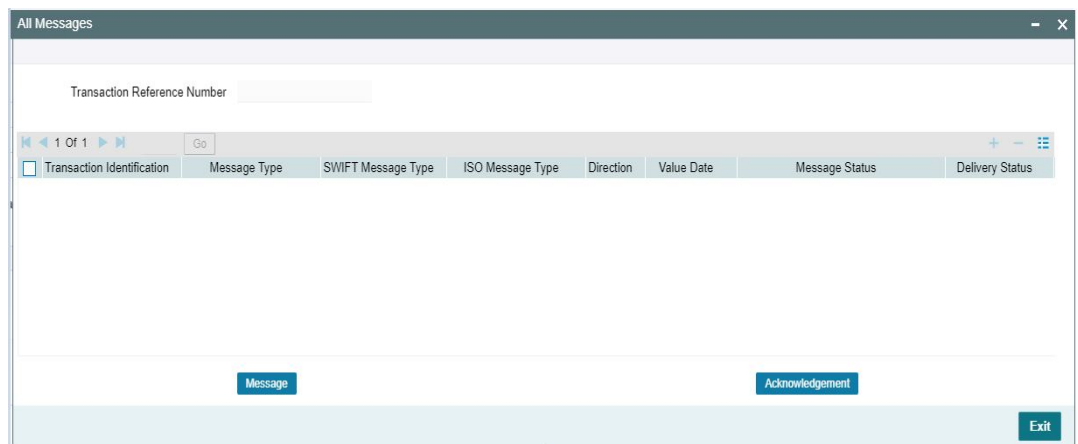 All Messages
Transaction Reference Number
1 Of 1 Go
Transaction Identification Message Type SWIFT Message Type ISO Message Type Direction Value Date Message Status Delivery Status
Message Acknowledgement
Exit